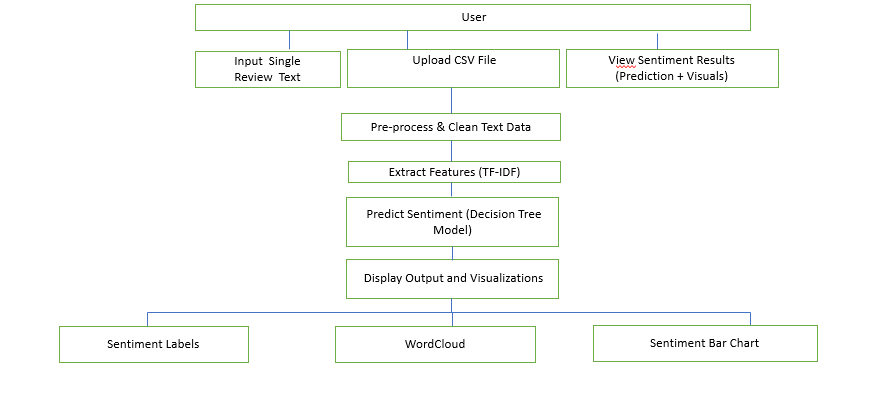 User
Input Single
Review Text
Upload CSV File
View Sentiment Results
(Prediction + Visuals)
Pre-process & Clean Text Data
Extract Features (TF-IDF)
Predict Sentiment (Decision Tree
Model)
Display Output and Visualizations
Sentiment Labels
WordCloud
Sentiment Bar Chart